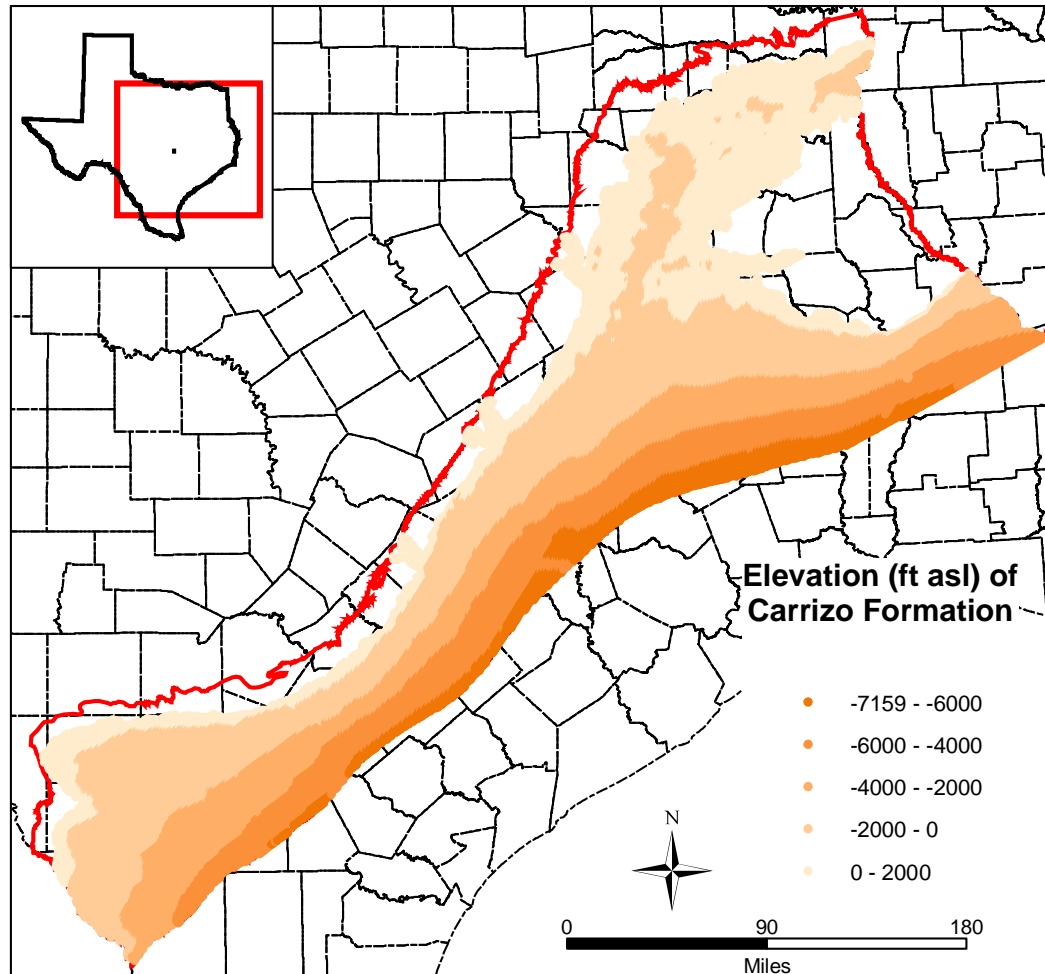 Elevation (ft asl) of
Carrizo Formation
-7159 - -6000
-6000 - -4000
-4000 - -2000
-2000 - 0
0 - 2000
N
0 90 180
Miles